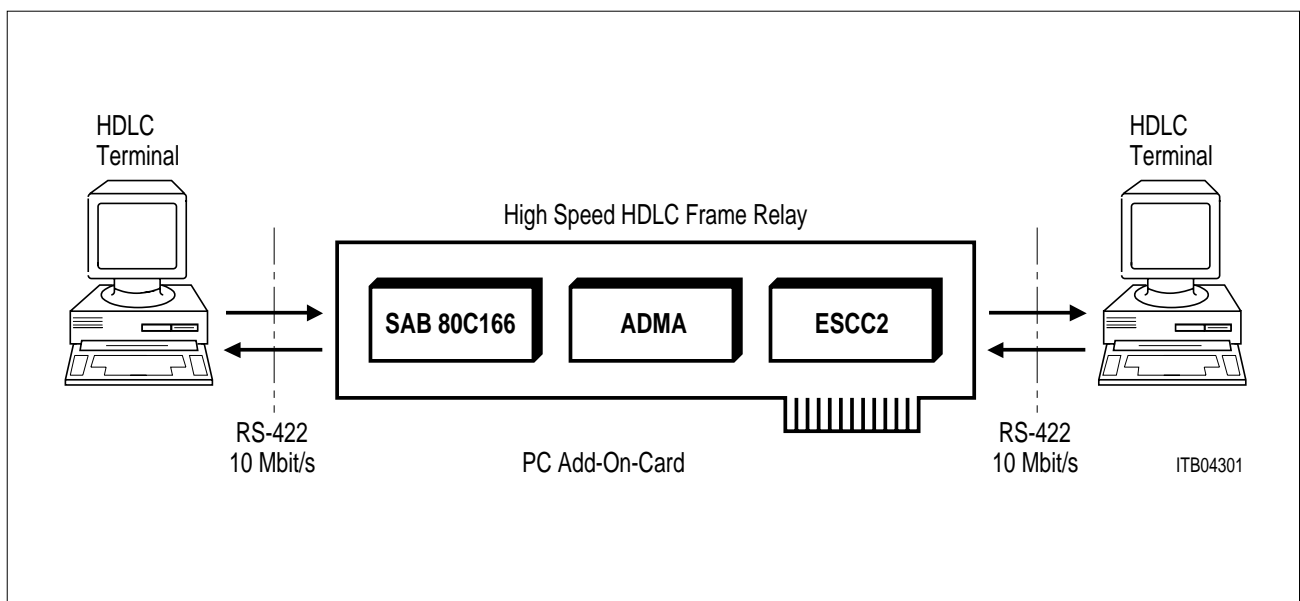 HDLC
Terminal
HDLC
Terminal
High Speed HDLC Frame Relay
SAB 80C166
ADMA
ESCC2
RS-422
10 Mbit/s
PC Add-On-Card
RS-422
10 Mbit/s
ITB04301